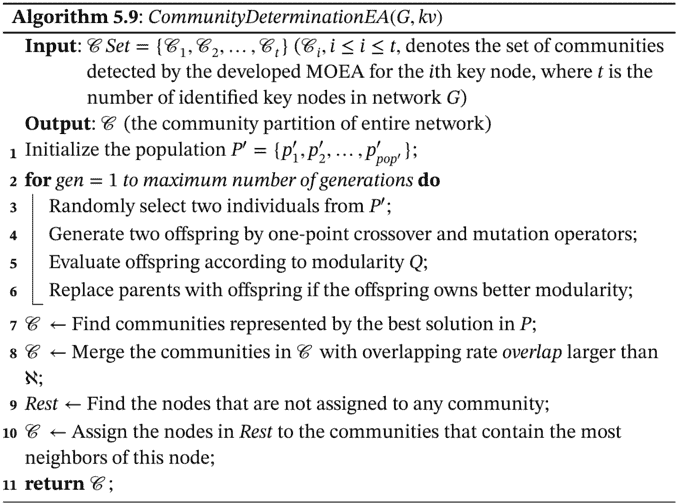 Algorithm 5.9: CommunityDeterminationEA(G, kv)
Input: 𝒞 Set = {𝒞₁, 𝒞₂, … , 𝒞ₜ} (𝒞ᵢ, i ≤ i ≤ t, denotes the set of communities
detected by the developed MOEA for the ith key node, where t is the
number of identified key nodes in network G)
Output: 𝒞 (the community partition of entire network)
1 Initialize the population P′ = {p′₁, p′₂, … , p′_{pop′}};
2 for gen = 1 to maximum number of generations do
3 Randomly select two individuals from P′;
4 Generate two offspring by one-point crossover and mutation operators;
5 Evaluate offspring according to modularity Q;
6 Replace parents with offspring if the offspring owns better modularity;
7 𝒞 ← Find communities represented by the best solution in P;
8 𝒞 ← Merge the communities in 𝒞 with overlapping rate overlap larger than
ℵ;
9 Rest ← Find the nodes that are not assigned to any community;
10 𝒞 ← Assign the nodes in Rest to the communities that contain the most
neighbors of this node;
11 return 𝒞;